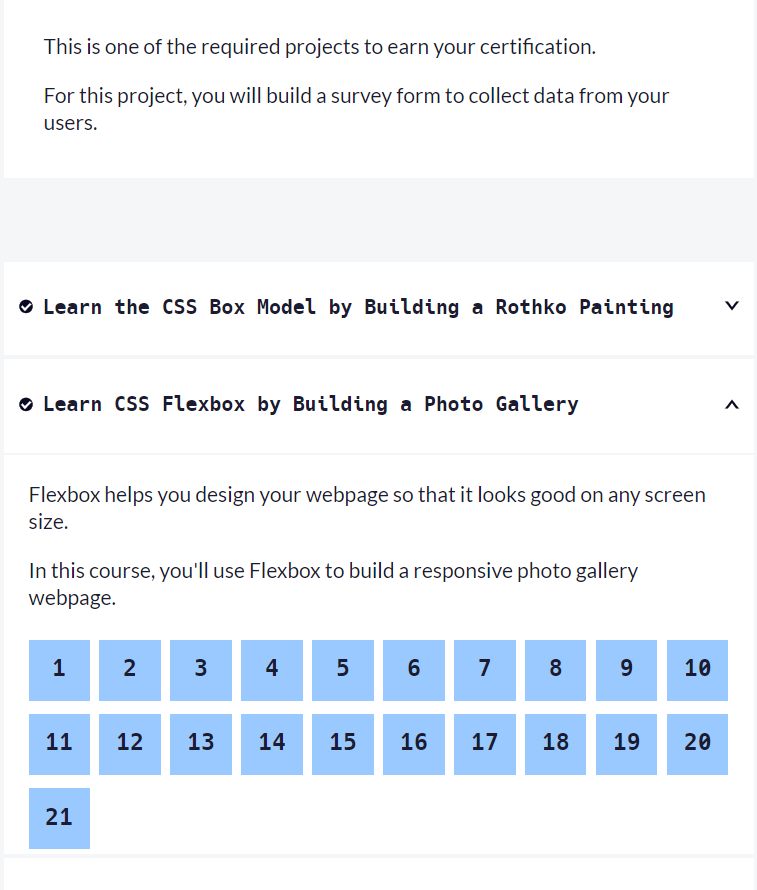 This is one of the required projects to earn your certification.
For this project, you will build a survey form to collect data from your
users.
Learn the CSS Box Model by Building a Rothko Painting
Learn CSS Flexbox by Building a Photo Gallery
Flexbox helps you design your webpage so that it looks good on any screen
size.
In this course, you'll use Flexbox to build a responsive photo gallery
webpage.
1 2 3 4 5 6 7 8 9 10
11 12 13 14 15 16 17 18 19 20
21